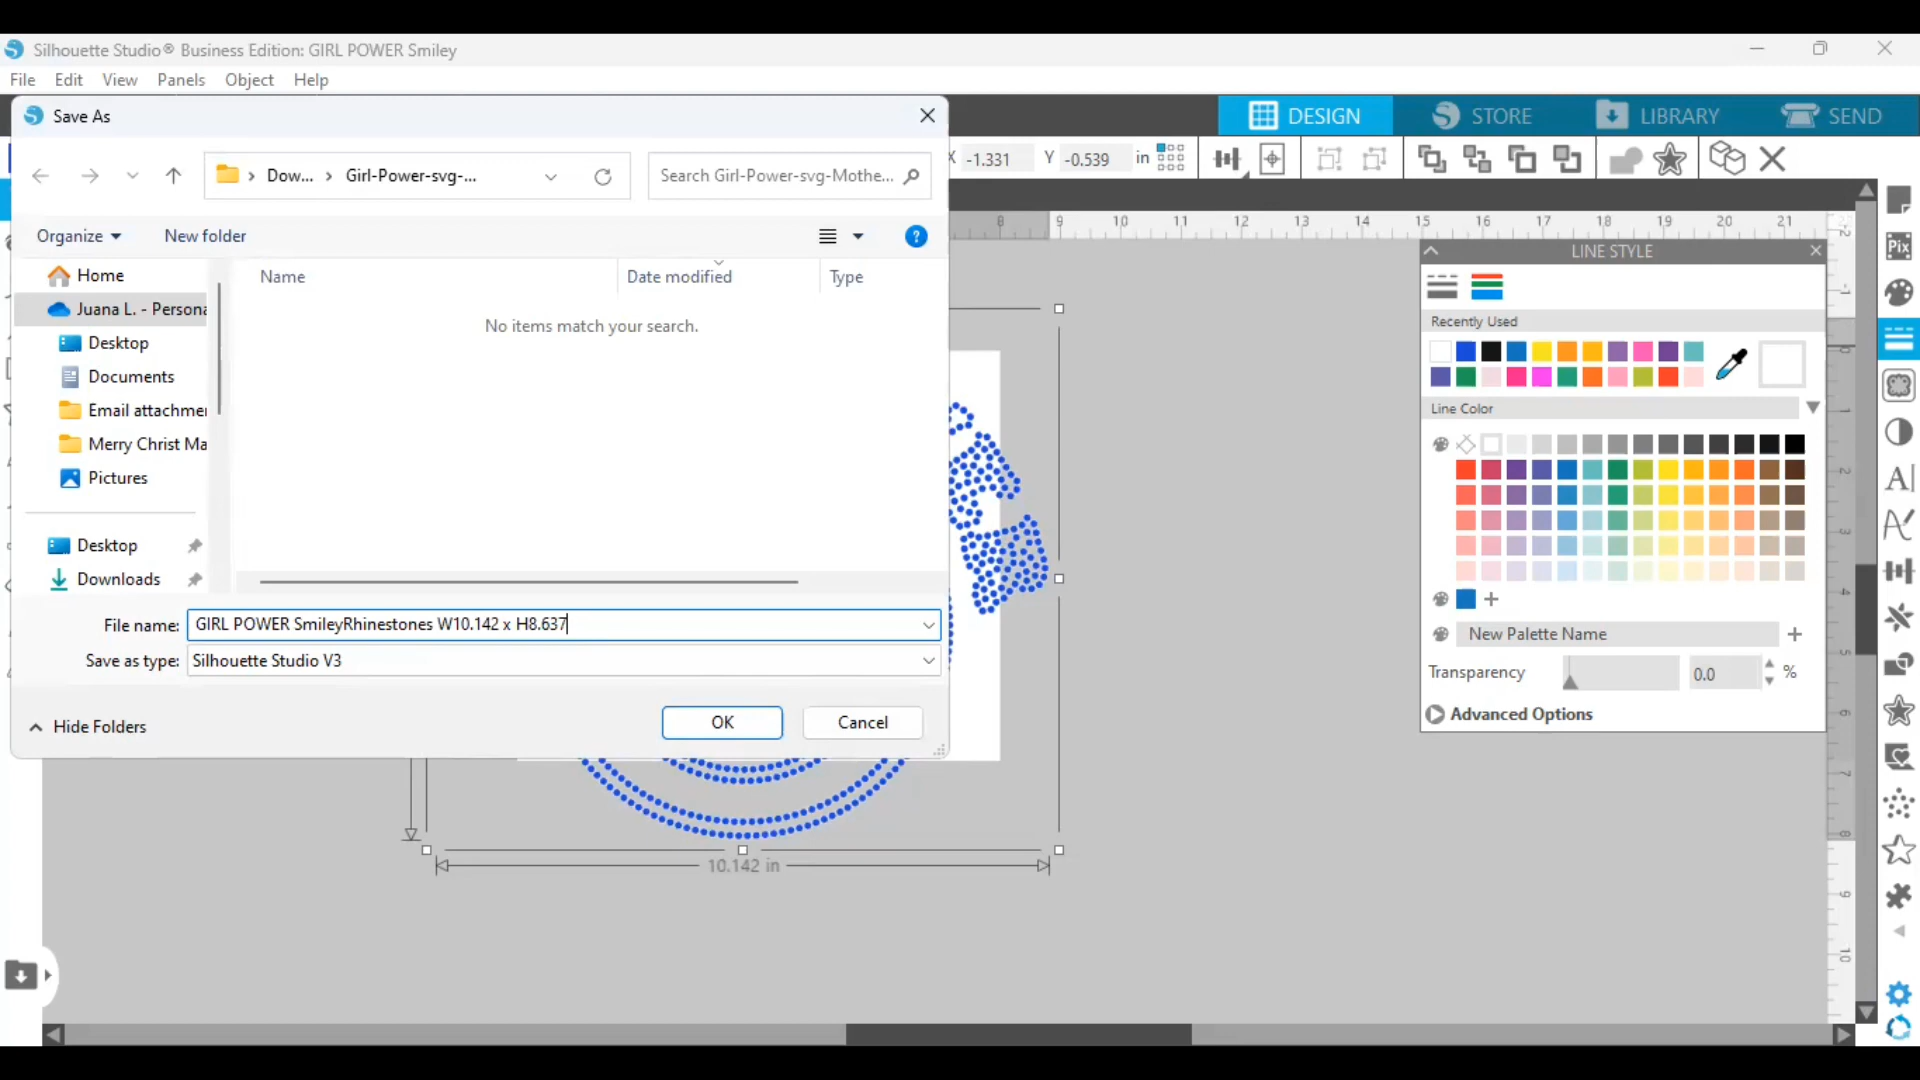 Silhouette Studio® Business Edition: GIRL POWER Smiley
File Edit View Panels Object Help
Save As
DESIGN STORE LIBRARY SEND
Dow... Girl-Power-svg-...
Search Girl-Power-svg-Mothe...
X -1.331 Y -0.539 in
Organize New folder
8 9 10 11 12 13 14 15 16 17 18 19 20 21
LINE STYLE
Pix
Name Date modified Type
No items match your search.
Home
Juana L. - Persona
Desktop
Documents
Email attachme
Merry Christ Ma
Pictures
Desktop
Downloads
Recently Used
Line Color
New Palette Name
Transparency 0.0 %
Advanced Options
File name: GIRL POWER SmileyRhinestones W10.142 x H8.637
Save as type: Silhouette Studio V3
Hide Folders
OK Cancel
10.142 in